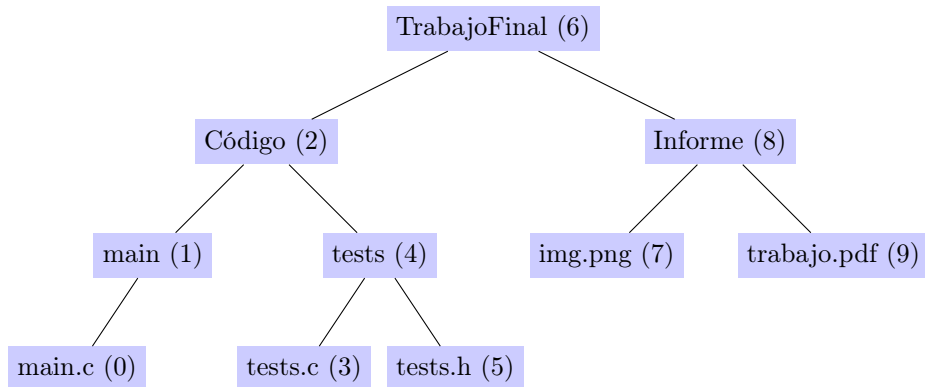 TrabajoFinal (6)
Código (2)
Informe (8)
main (1)
tests (4)
img.png (7)
trabajo.pdf (9)
main.c (0)
tests.c (3)
tests.h (5)